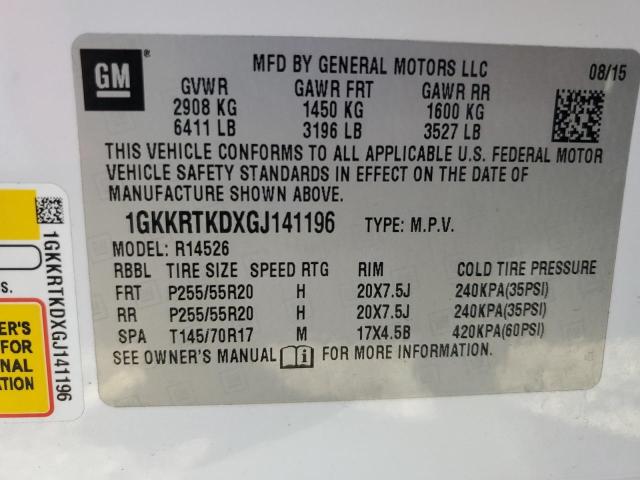 GM
MFD BY GENERAL MOTORS LLC 08/15
GVWR GAWR FRT GAWR RR
2908 KG 1450 KG 1600 KG
6411 LB 3196 LB 3527 LB
THIS VEHICLE CONFORMS TO ALL APPLICABLE U.S. FEDERAL MOTOR
VEHICLE SAFETY STANDARDS IN EFFECT ON THE DATE OF
MANUFACTURE SHOWN ABOVE.
1GKKRTKDXGJ141196 TYPE: M.P.V.
MODEL: R14526
RBBL TIRE SIZE SPEED RTG RIM COLD TIRE PRESSURE
FRT P255/55R20 H 20X7.5J 240KPA(35PSI)
RR P255/55R20 H 20X7.5J 240KPA(35PSI)
SPA T145/70R17 M 17X4.5B 420KPA(60PSI)
SEE OWNER'S MANUAL i FOR MORE INFORMATION.
1GKKRTKDXGJ141196
S.
ER'S
FOR
NAL
ATION